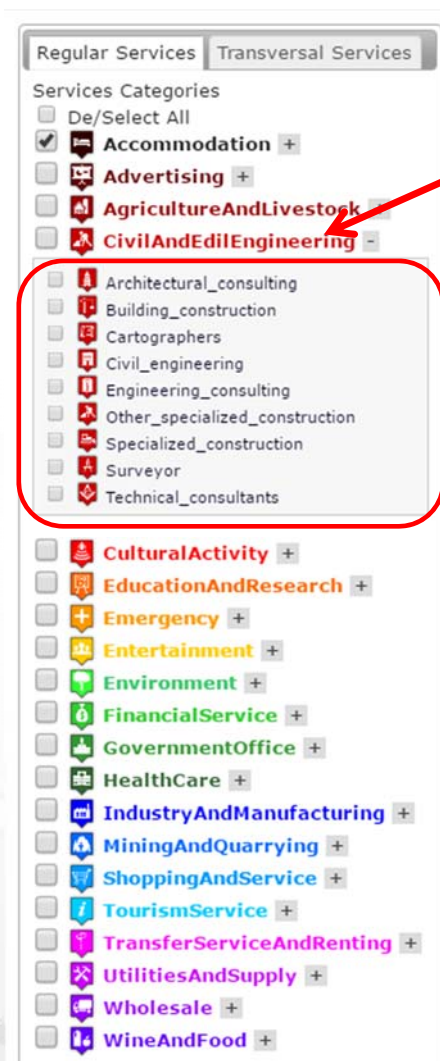 Regular Services Transversal Services
Services Categories
De/Select All
Accommodation +
Advertising +
AgricultureAndLivestock +
CivilAndEdilEngineering -
Architectural_consulting
Building_construction
Cartographers
Civil_engineering
Engineering_consulting
Other_specialized_construction
Specialized_construction
Surveyor
Technical_consultants
CulturalActivity +
EducationAndResearch +
Emergency +
Entertainment +
Environment +
FinancialService +
GovernmentOffice +
HealthCare +
IndustryAndManufacturing +
MiningAndQuarrying +
ShoppingAndService +
TourismService +
TransferServiceAndRenting +
UtilitiesAndSupply +
Wholesale +
WineAndFood +